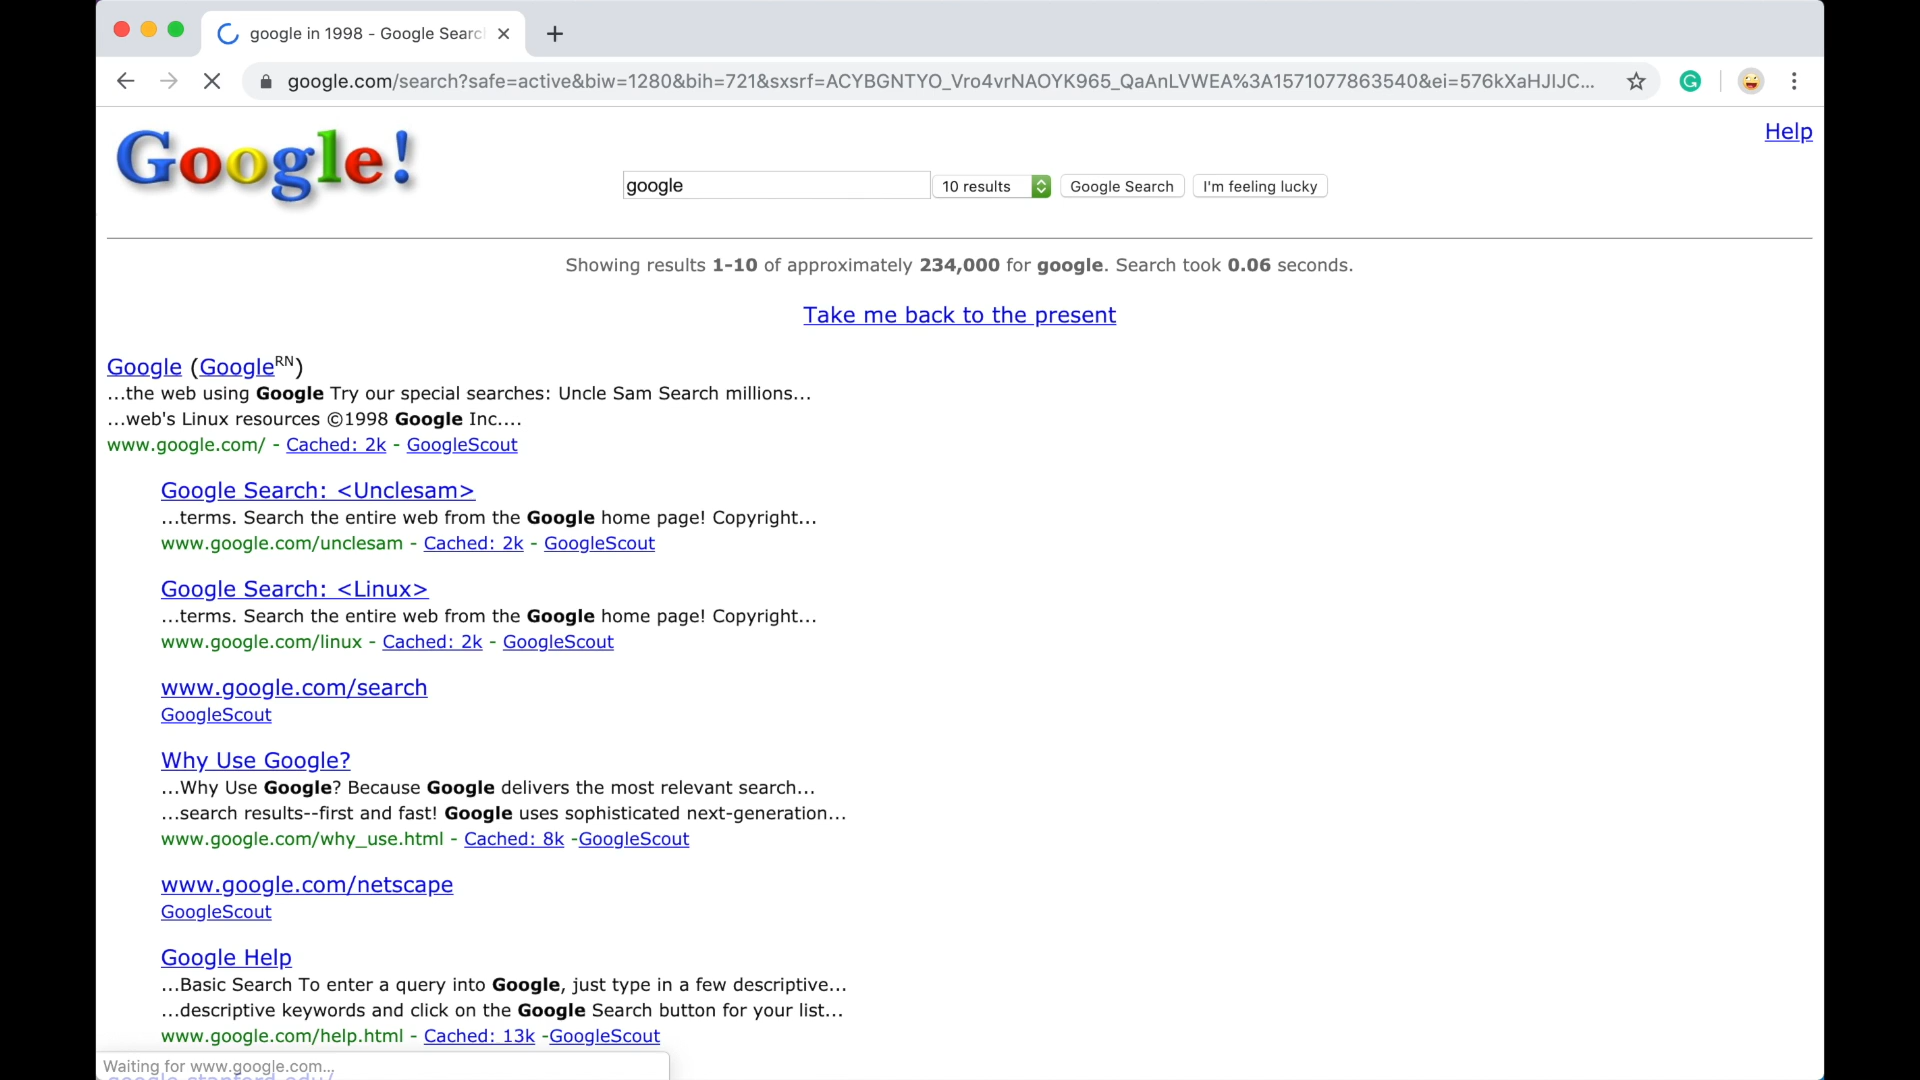 google in 1998 - Google Searc
google.com/search?safe=active&biw=1280&bih=721&sxsrf=ACYBGNTYO_Vro4vrNAOYK965_QaAnLVWEA%3A1571077863540&ei=576kXaHJIJC...
Google!
Help
google
10 results
Google Search
I'm feeling lucky
Showing results 1-10 of approximately 234,000 for google. Search took 0.06 seconds.
Take me back to the present
Google (GoogleRN)
...the web using Google Try our special searches: Uncle Sam Search millions...
...web's Linux resources ©1998 Google Inc....
www.google.com/ - Cached: 2k - GoogleScout
Google Search: <Unclesam>
...terms. Search the entire web from the Google home page! Copyright...
www.google.com/unclesam - Cached: 2k - GoogleScout
Google Search: <Linux>
...terms. Search the entire web from the Google home page! Copyright...
www.google.com/linux - Cached: 2k - GoogleScout
www.google.com/search
GoogleScout
Why Use Google?
...Why Use Google? Because Google delivers the most relevant search...
...search results--first and fast! Google uses sophisticated next-generation...
www.google.com/why_use.html - Cached: 8k -GoogleScout
www.google.com/netscape
GoogleScout
Google Help
...Basic Search To enter a query into Google, just type in a few descriptive...
...descriptive keywords and click on the Google Search button for your list...
www.google.com/help.html - Cached: 13k -GoogleScout
Waiting for www.google.com...
google.stanford.edu/